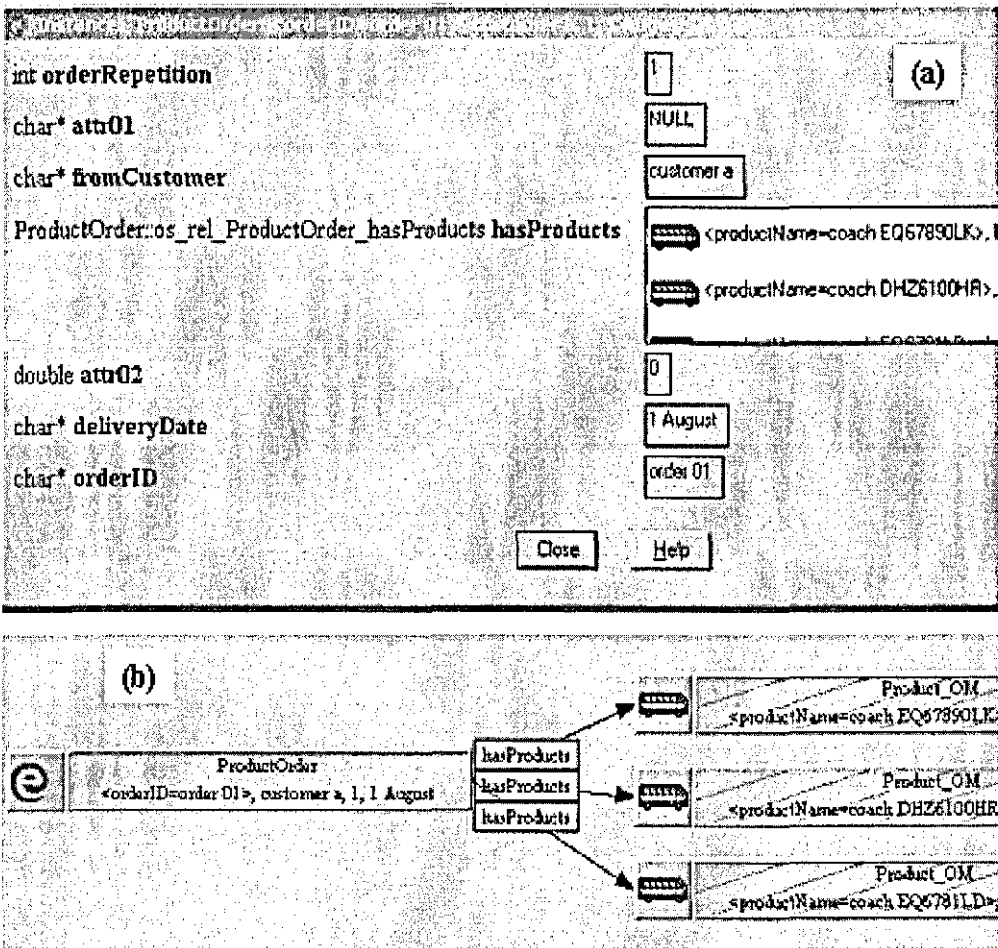 int orderRepetition
1
(a)
char* attr01
NULL
char* fromCustomer
customer a
ProductOrder::os_rel_ProductOrder_hasProducts hasProducts
<productName=coach EQ67890LK>,
<productName=coach DHZ6100HR>,
double attr02
0
char* deliveryDate
1 August
char* orderID
order 01
Close
Help
(b)
Product_OM
<productName=coach EQ67890LK
hasProducts
ProductOrder
<orderID=order 01>, customer a, 1, 1 August
hasProducts
Product_OM
<productName=coach DHZ6100HR
hasProducts
Product_OM
<productName=coach EQ6781LD>,